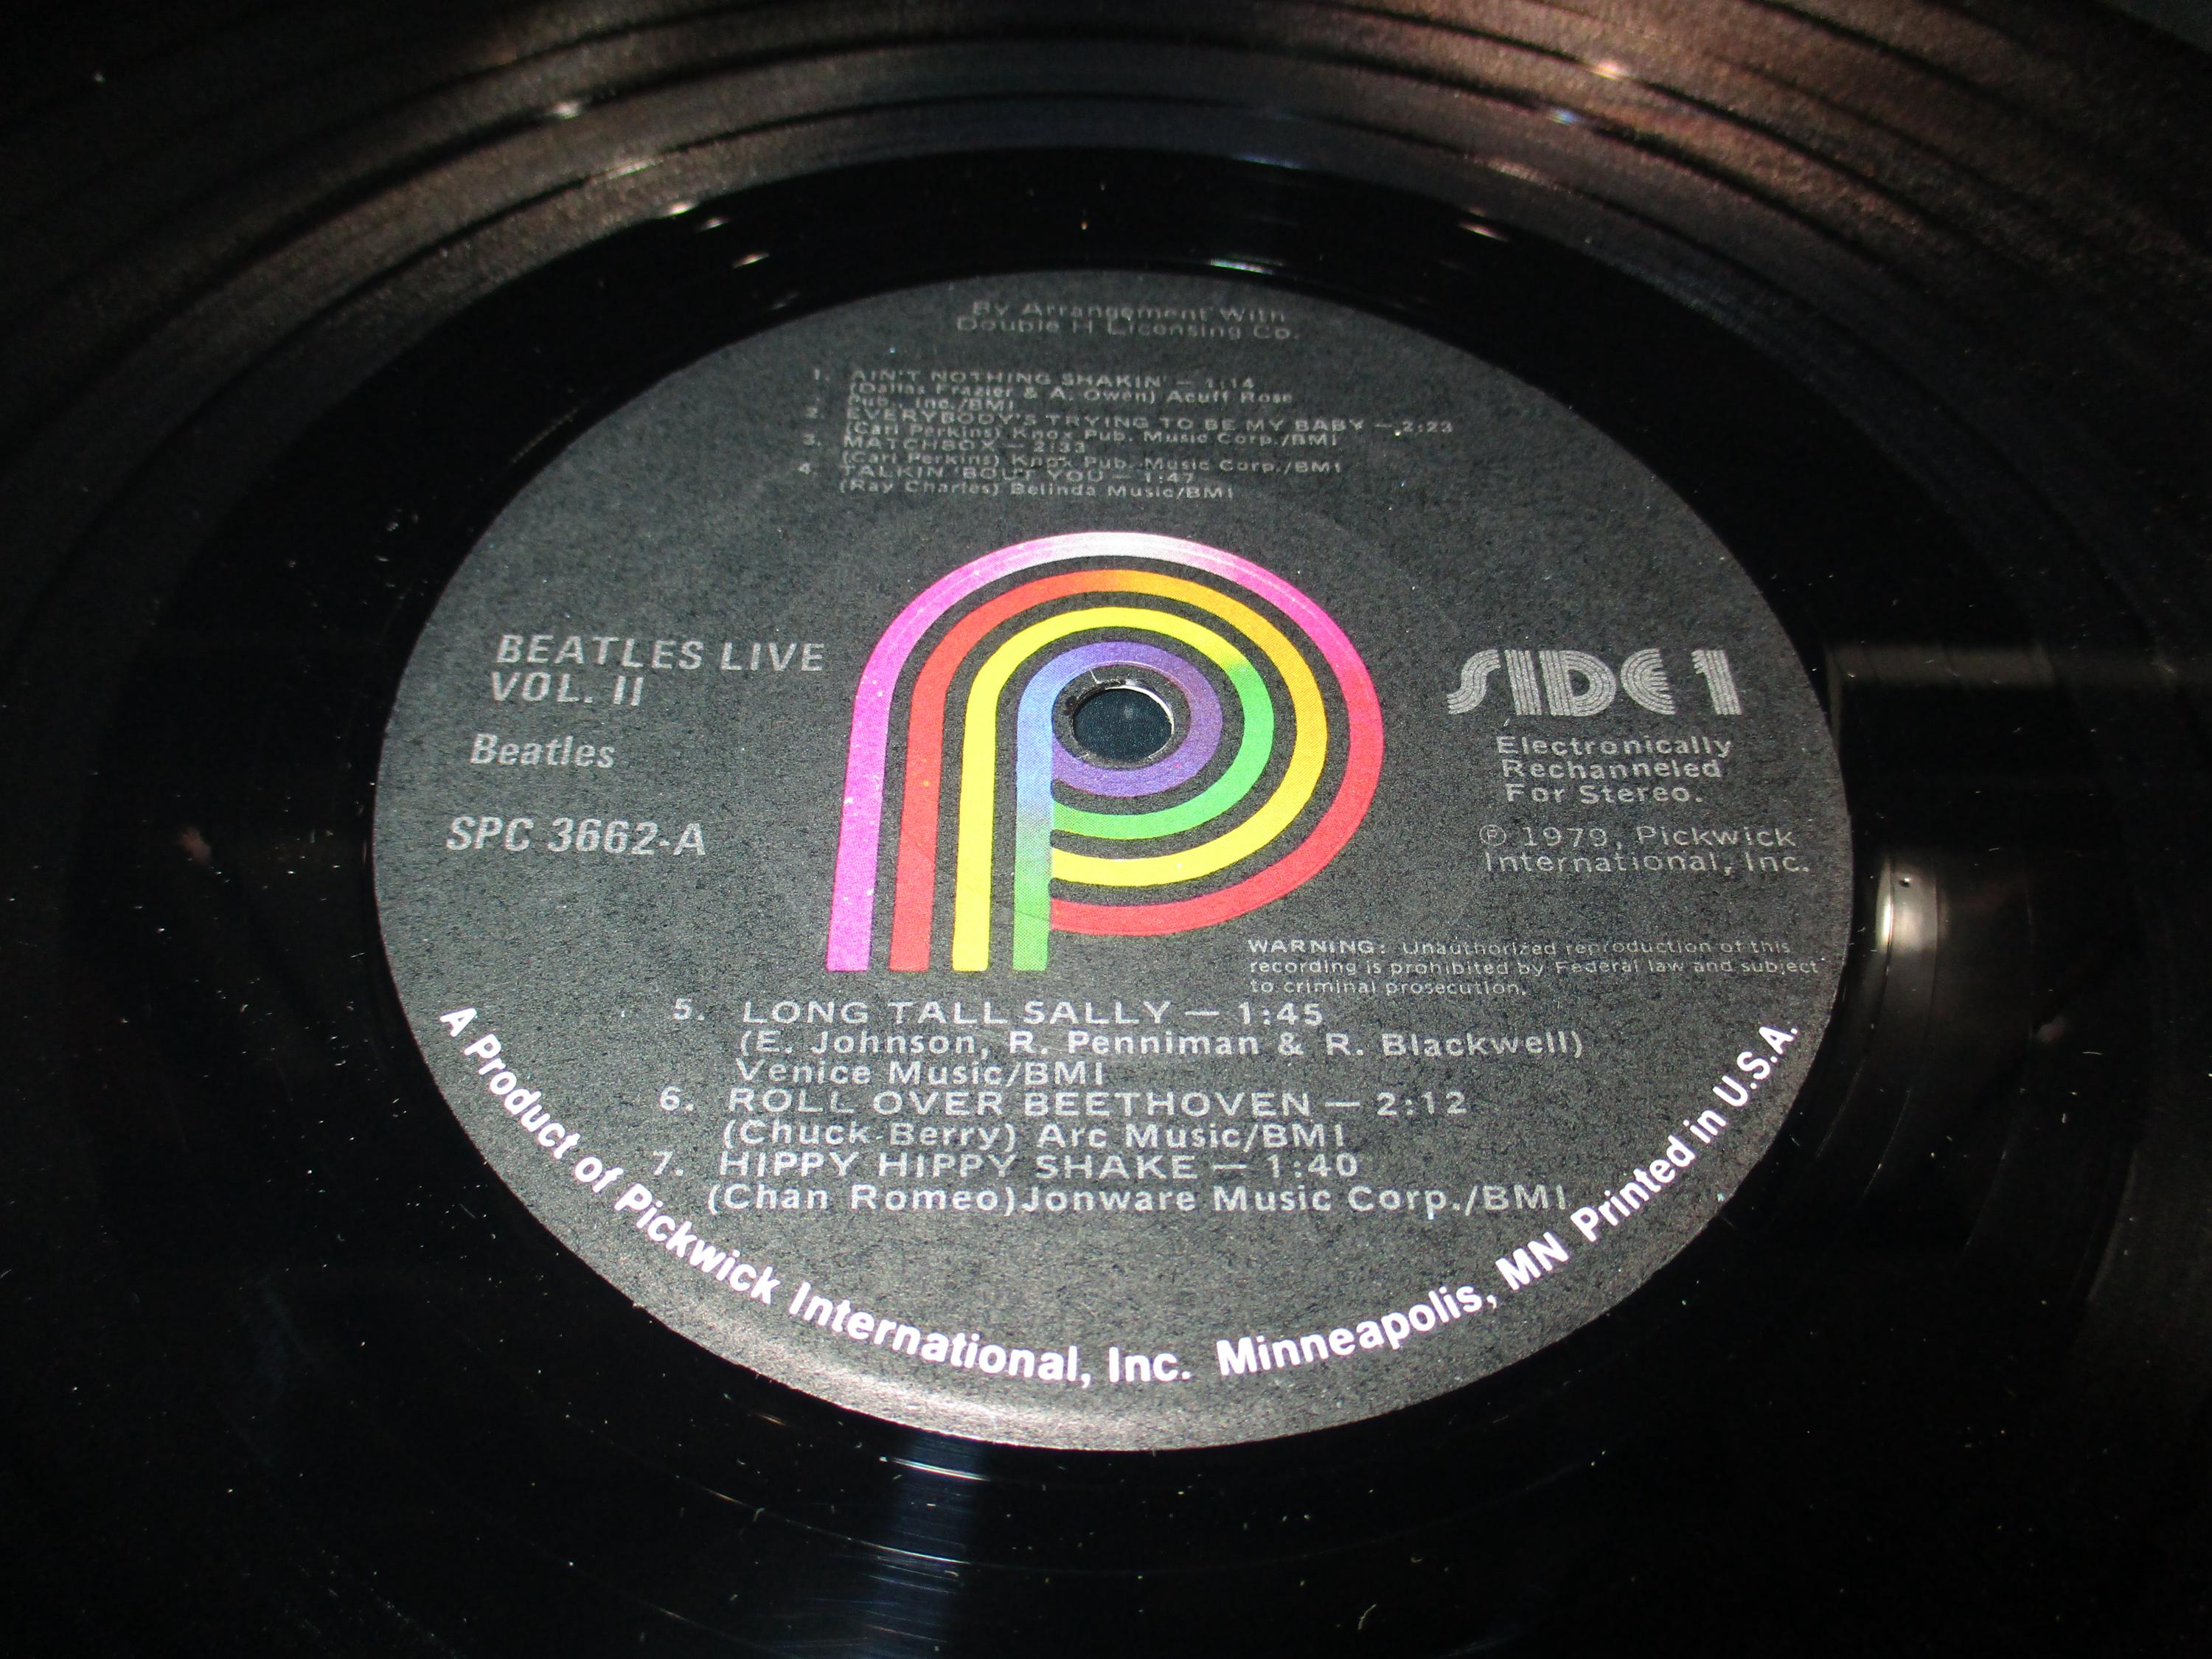 By Arrangement With
Double H Licensing Co.
1. AIN'T NOTHING SHAKIN' — 1:14
(Dallas Frazier & A. Owen) Acuff Rose
Pub., Inc./BMI
2. EVERYBODY'S TRYING TO BE MY BABY — 2:23
(Carl Perkins) Knox Pub. Music Corp./BMI
3. MATCHBOX — 2:33
(Carl Perkins) Knox Pub. Music Corp./BMI
4. TALKIN 'BOUT YOU — 1:47
(Ray Charles) Belinda Music/BMI
BEATLES LIVE
VOL. II
Beatles
SPC 3662-A
SIDE 1
Electronically
Rechanneled
For Stereo.
℗ 1979, Pickwick
International, Inc.
WARNING: Unauthorized reproduction of this
recording is prohibited by Federal law and subject
to criminal prosecution.
5. LONG TALL SALLY — 1:45
(E. Johnson, R. Penniman & R. Blackwell)
Venice Music/BMI
6. ROLL OVER BEETHOVEN — 2:12
(Chuck Berry) Arc Music/BMI
7. HIPPY HIPPY SHAKE — 1:40
(Chan Romeo)Jonware Music Corp./BMI
A Product of Pickwick International, Inc. Minneapolis, MN Printed in U.S.A.